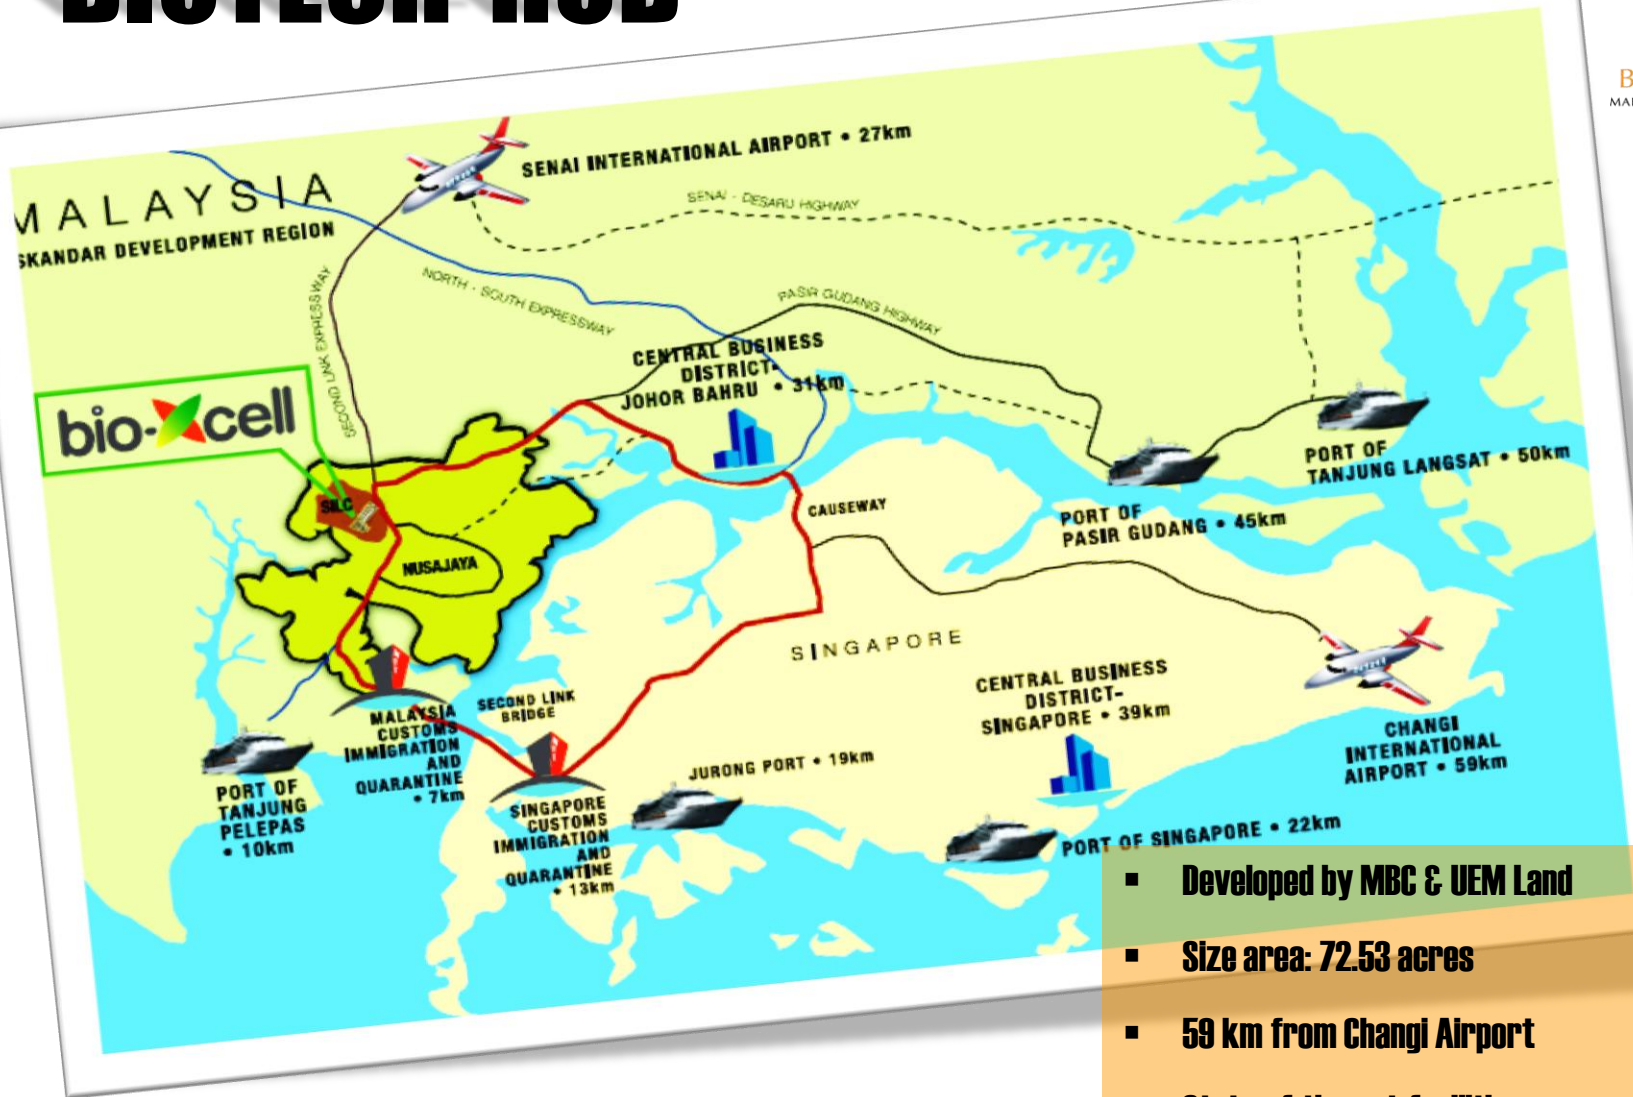 BIOTECH HUB
MALAYSIA
SKANDAR DEVELOPMENT REGION
SENAI INTERNATIONAL AIRPORT • 27km
SENAI - DESARU HIGHWAY
SECOND LINK EXPRESSWAY
NORTH - SOUTH EXPRESSWAY
PASIR GUDANG HIGHWAY
CENTRAL BUSINESS
DISTRICT-
JOHOR BAHRU • 31km
bio-Xcell
SILC
NUSAJAYA
CAUSEWAY
PORT OF
TANJUNG LANGSAT • 50km
PORT OF
PASIR GUDANG • 45km
SINGAPORE
CENTRAL BUSINESS
DISTRICT-
SINGAPORE • 39km
CHANGI
INTERNATIONAL
AIRPORT • 59km
SECOND LINK
BRIDGE
MALAYSIA
CUSTOMS
IMMIGRATION
AND
QUARANTINE
• 7km
PORT OF
TANJUNG
PELEPAS
• 10km
SINGAPORE
CUSTOMS
IMMIGRATION
AND
QUARANTINE
• 13km
JURONG PORT • 19km
PORT OF SINGAPORE • 22km
▪ Developed by MBC & UEM Land
▪ Size area: 72.53 acres
▪ 59 km from Changi Airport